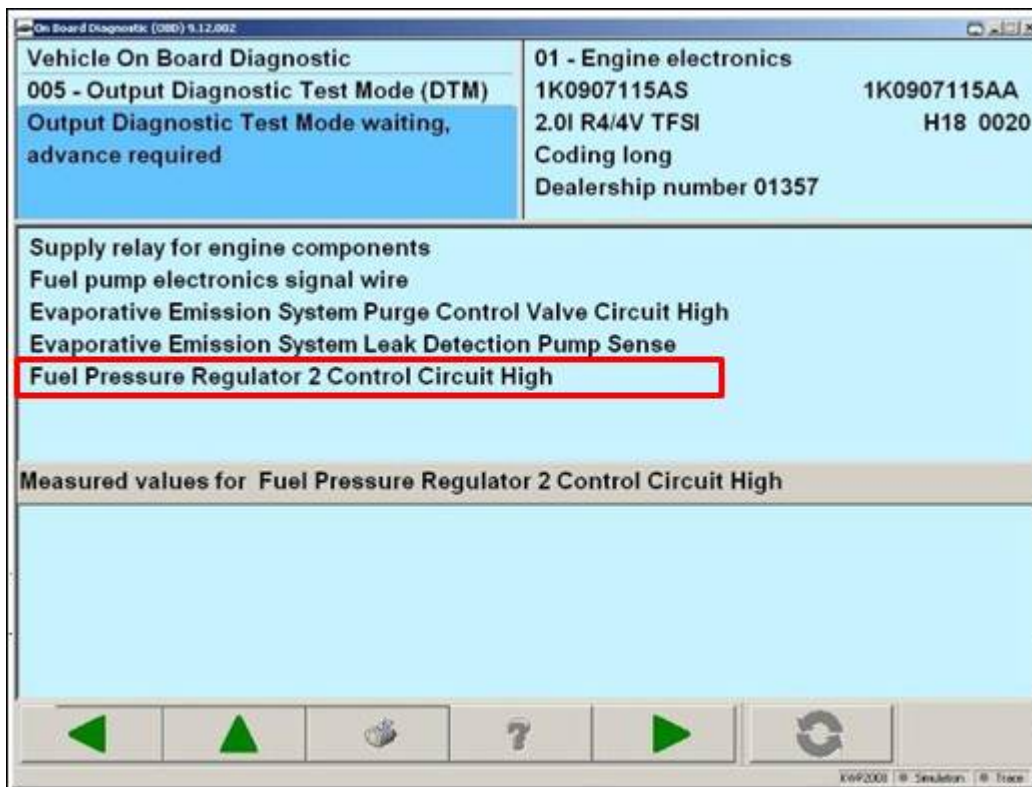 On Board Diagnostic (OBD) 9.12.002
Vehicle On Board Diagnostic
005 - Output Diagnostic Test Mode (DTM)
Output Diagnostic Test Mode waiting,
advance required
01 - Engine electronics
1K0907115AS 1K0907115AA
2.0l R4/4V TFSI H18 0020
Coding long
Dealership number 01357
Supply relay for engine components
Fuel pump electronics signal wire
Evaporative Emission System Purge Control Valve Circuit High
Evaporative Emission System Leak Detection Pump Sense
Fuel Pressure Regulator 2 Control Circuit High
Measured values for Fuel Pressure Regulator 2 Control Circuit High
?
KWP2000 Simulation Trace